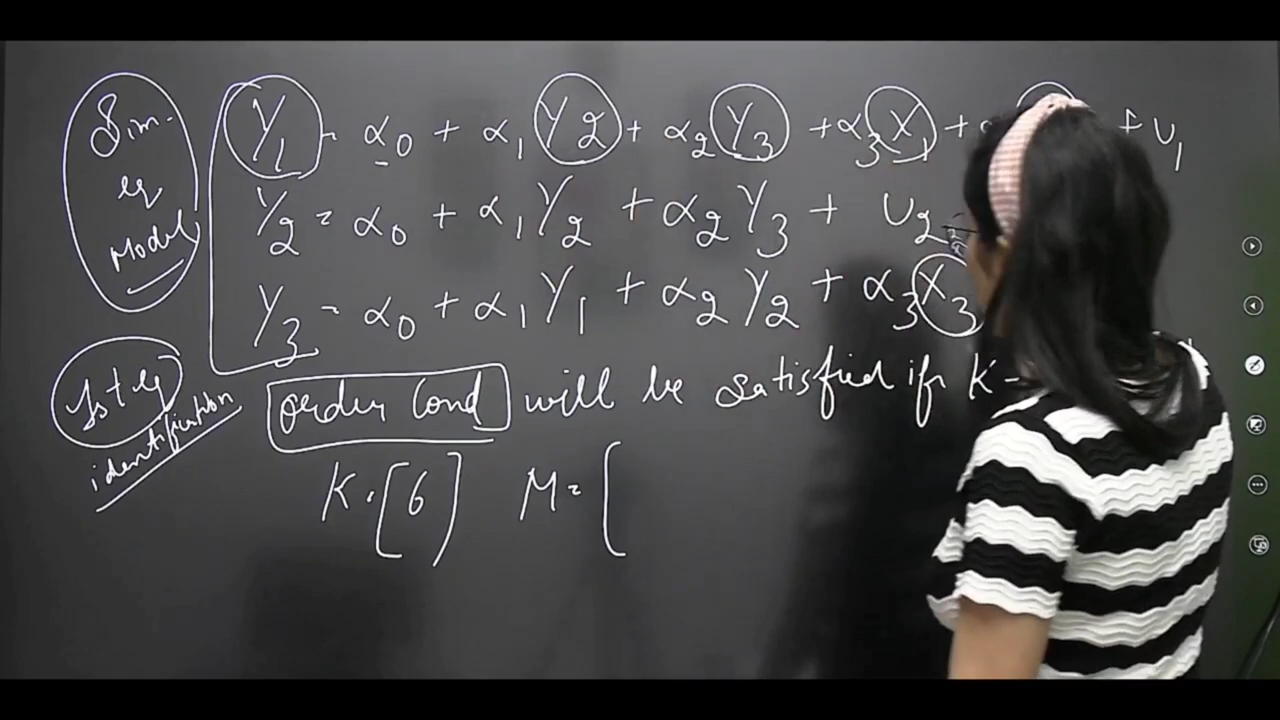 Sim-
eq
Model
Y1 = α0 + α1 Y2 + α2 Y3 + α3 X1 + + U1
Y2 = α0 + α1 Y2 + α2 Y3 + U2
Y3 = α0 + α1 Y1 + α2 Y2 + α3 X3
Ist eq
identification
order Cond will be satisfied if K-
K = [6] M = [